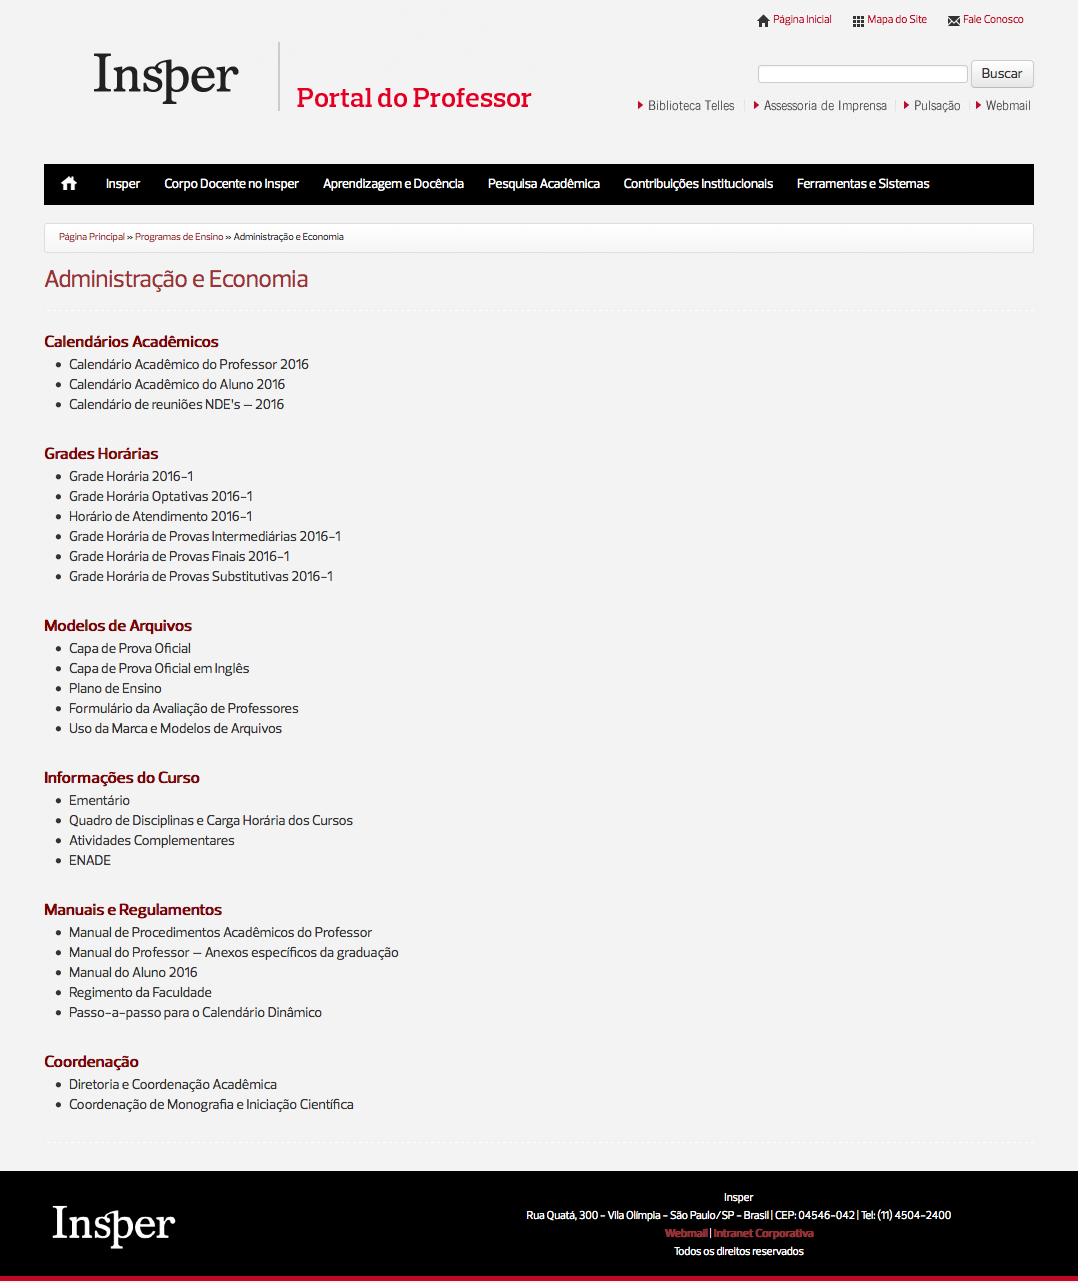 Página Inicial Mapa do Site Fale Conosco
Insper
Portal do Professor
Buscar
Biblioteca Telles Assessoria de Imprensa Pulsação Webmail
Insper Corpo Docente no Insper Aprendizagem e Docência Pesquisa Acadêmica Contribuições Institucionais Ferramentas e Sistemas
Página Principal » Programas de Ensino » Administração e Economia
Administração e Economia
Calendários Acadêmicos
• Calendário Acadêmico do Professor 2016
• Calendário Acadêmico do Aluno 2016
• Calendário de reuniões NDE's – 2016
Grades Horárias
• Grade Horária 2016-1
• Grade Horária Optativas 2016-1
• Horário de Atendimento 2016-1
• Grade Horária de Provas Intermediárias 2016-1
• Grade Horária de Provas Finais 2016-1
• Grade Horária de Provas Substitutivas 2016-1
Modelos de Arquivos
• Capa de Prova Oficial
• Capa de Prova Oficial em Inglês
• Plano de Ensino
• Formulário da Avaliação de Professores
• Uso da Marca e Modelos de Arquivos
Informações do Curso
• Ementário
• Quadro de Disciplinas e Carga Horária dos Cursos
• Atividades Complementares
• ENADE
Manuais e Regulamentos
• Manual de Procedimentos Acadêmicos do Professor
• Manual do Professor – Anexos específicos da graduação
• Manual do Aluno 2016
• Regimento da Faculdade
• Passo-a-passo para o Calendário Dinâmico
Coordenação
• Diretoria e Coordenação Acadêmica
• Coordenação de Monografia e Iniciação Científica
Insper
Insper
Rua Quatá, 300 - Vila Olímpia - São Paulo/SP - Brasil | CEP: 04546-042 | Tel: (11) 4504-2400
Webmail | Intranet Corporativa
Todos os direitos reservados